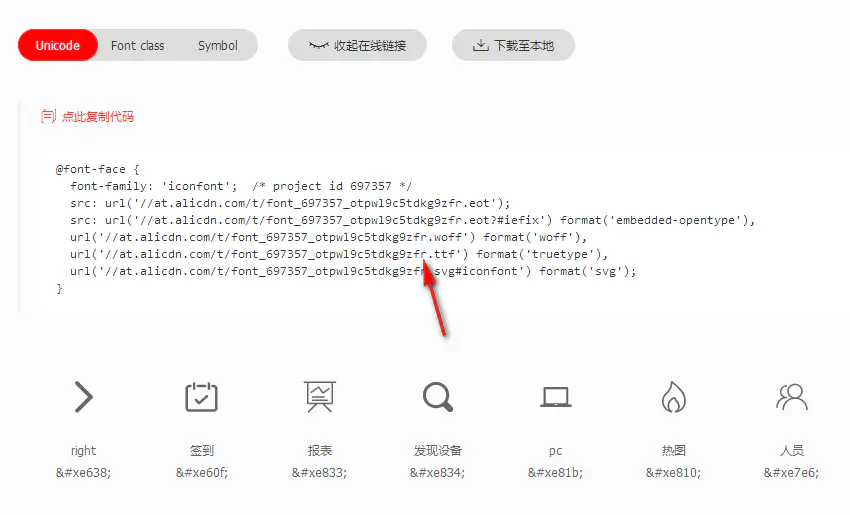 Unicode Font class Symbol 收起在线链接 下载至本地
点此复制代码
@font-face {
font-family: 'iconfont'; /* project id 697357 */
src: url('//at.alicdn.com/t/font_697357_otpwl9c5tdkg9zfr.eot');
src: url('//at.alicdn.com/t/font_697357_otpwl9c5tdkg9zfr.eot?#iefix') format('embedded-opentype'),
url('//at.alicdn.com/t/font_697357_otpwl9c5tdkg9zfr.woff') format('woff'),
url('//at.alicdn.com/t/font_697357_otpwl9c5tdkg9zfr.ttf') format('truetype'),
url('//at.alicdn.com/t/font_697357_otpwl9c5tdkg9zfr.svg#iconfont') format('svg');
}
right 签到 报表 发现设备 pc 热图 人员
&#xe638; &#xe60f; &#xe833; &#xe834; &#xe81b; &#xe810; &#xe7e6;